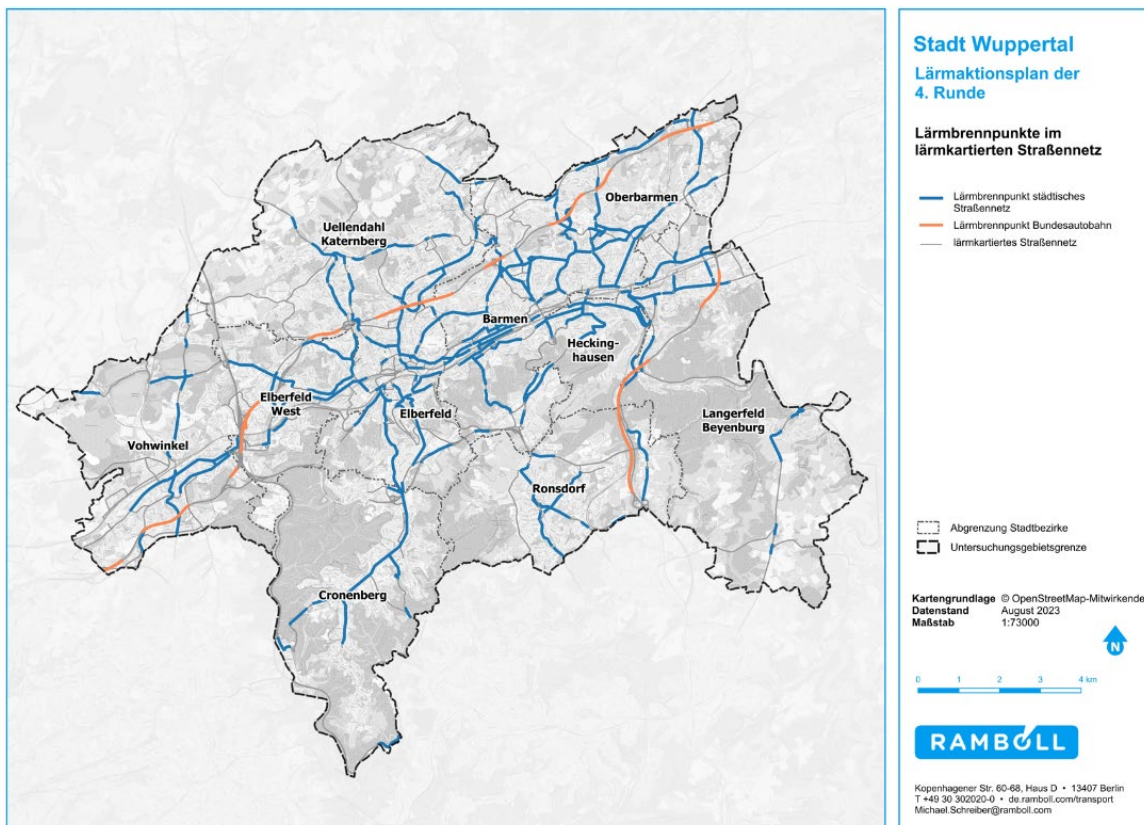 Stadt Wuppertal
Lärmaktionsplan der
4. Runde
Lärmbrennpunkte im
lärmkartierten Straßennetz
Lärmbrennpunkt städtisches
Straßennetz
Lärmbrennpunkt Bundesautobahn
lärmkartiertes Straßennetz
Abgrenzung Stadtbezirke
Untersuchungsgebietsgrenze
Kartengrundlage © OpenStreetMap-Mitwirkende
Datenstand August 2023
Maßstab 1:73000
N
0 1 2 3 4 km
RAMBOLL
Kopenhagener Str. 60-68, Haus D • 13407 Berlin
T +49 30 302020-0 • de.ramboll.com/transport
Michael.Schreiber@ramboll.com
Oberbarmen
Uellendahl
Katernberg
Barmen
Hecking-
hausen
Elberfeld
West
Elberfeld
Langerfeld
Beyenburg
Vohwinkel
Ronsdorf
Cronenberg